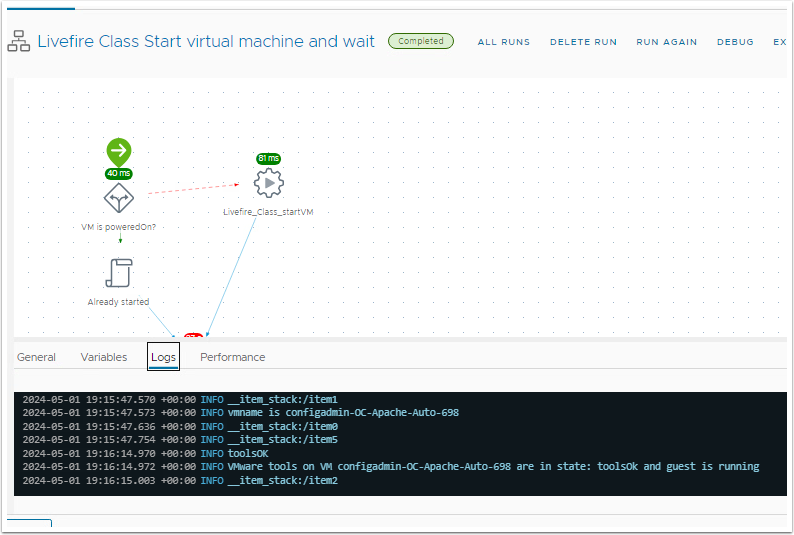 Livefire Class Start virtual machine and wait
Completed
ALL RUNS
DELETE RUN
RUN AGAIN
DEBUG
EX
81 ms
40 ms
Livefire_Class_startVM
VM is poweredOn?
Already started
General
Variables
Logs
Performance
2024-05-01 19:15:47.570 +00:00 INFO __item_stack:/item1
2024-05-01 19:15:47.573 +00:00 INFO vmname is configadmin-OC-Apache-Auto-698
2024-05-01 19:15:47.636 +00:00 INFO __item_stack:/item0
2024-05-01 19:15:47.754 +00:00 INFO __item_stack:/item5
2024-05-01 19:16:14.970 +00:00 INFO toolsOK
2024-05-01 19:16:14.972 +00:00 INFO VMware tools on VM configadmin-OC-Apache-Auto-698 are in state: toolsOk and guest is running
2024-05-01 19:16:15.003 +00:00 INFO __item_stack:/item2